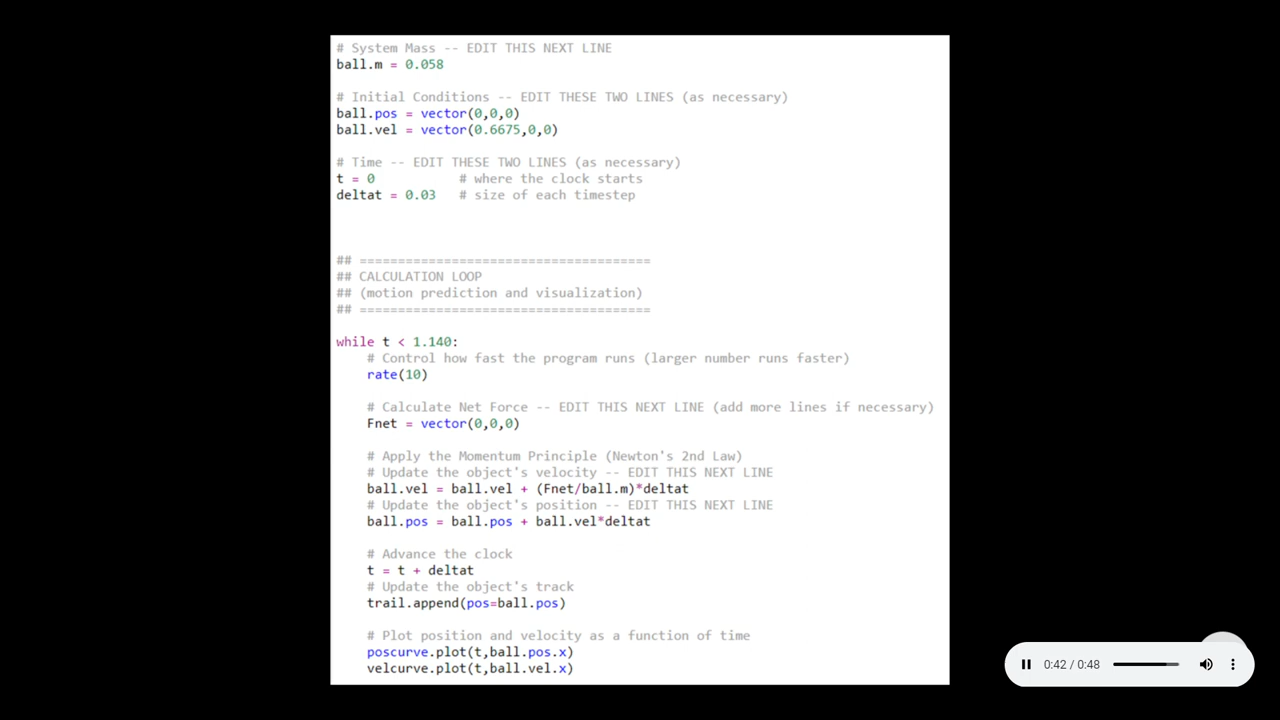 # System Mass -- EDIT THIS NEXT LINE
ball.m = 0.058

# Initial Conditions -- EDIT THESE TWO LINES (as necessary)
ball.pos = vector(0,0,0)
ball.vel = vector(0.6675,0,0)

# Time -- EDIT THESE TWO LINES (as necessary)
t = 0           # where the clock starts
deltat = 0.03   # size of each timestep

## ======================================
## CALCULATION LOOP
## (motion prediction and visualization)
## ======================================

while t < 1.140:
    # Control how fast the program runs (larger number runs faster)
    rate(10)

    # Calculate Net Force -- EDIT THIS NEXT LINE (add more lines if necessary)
    Fnet = vector(0,0,0)

    # Apply the Momentum Principle (Newton's 2nd Law)
    # Update the object's velocity -- EDIT THIS NEXT LINE
    ball.vel = ball.vel + (Fnet/ball.m)*deltat
    # Update the object's position -- EDIT THIS NEXT LINE
    ball.pos = ball.pos + ball.vel*deltat

    # Advance the clock
    t = t + deltat
    # Update the object's track
    trail.append(pos=ball.pos)

    # Plot position and velocity as a function of time
    poscurve.plot(t,ball.pos.x)
    velcurve.plot(t,ball.vel.x)
0:42 / 0:48